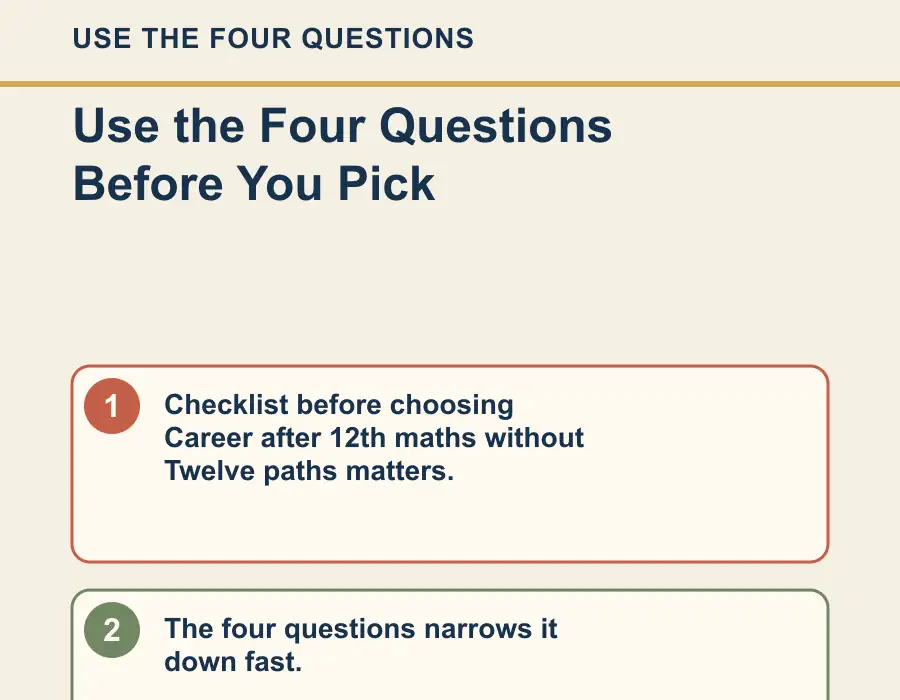 USE THE FOUR QUESTIONS
Use the Four Questions
Before You Pick
1
Checklist before choosing
Career after 12th maths without
Twelve paths matters.
2
The four questions narrows it
down fast.